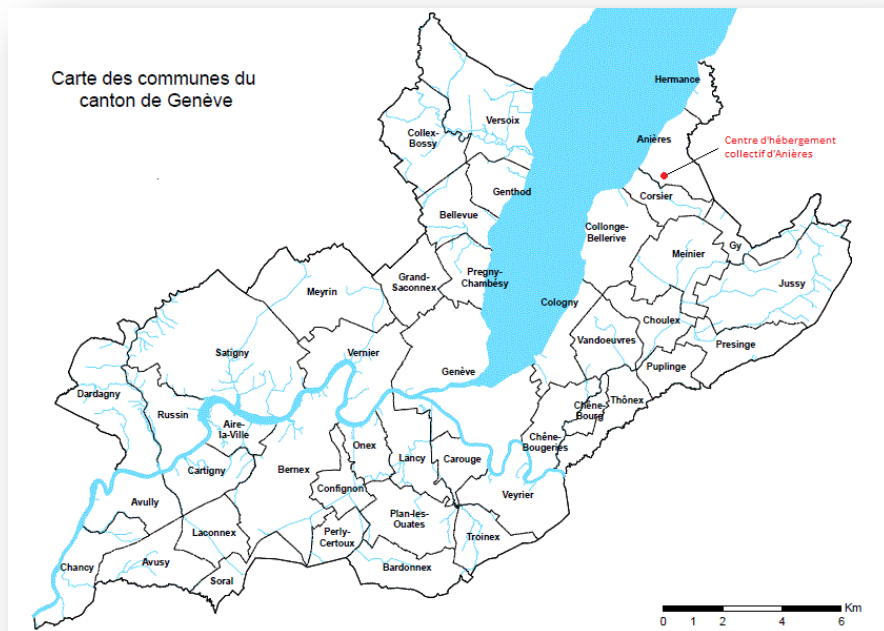 Carte des communes du
canton de Genève
Hermance
Versoix
Collex-
Bossy
Anières
Centre d'hébergement
collectif d'Anières
Genthod
Corsier
Bellevue
Collonge-
Bellerive
Gy
Meinier
Pregny-
Chambésy
Grand-
Saconnex
Jussy
Meyrin
Cologny
Choulex
Vandoeuvres
Presinge
Satigny
Vernier
Puplinge
Genève
Dardagny
Thônex
Russin
Chêne-
Bourg
Aire-
la-Ville
Chêne-
Bougeries
Onex
Lancy
Carouge
Cartigny
Bernex
Confignon
Veyrier
Avully
Plan-les-
Ouates
Laconnex
Perly-
Certoux
Troinex
Avusy
Chancy
Bardonnex
Soral
Km
0 1 2 4 6